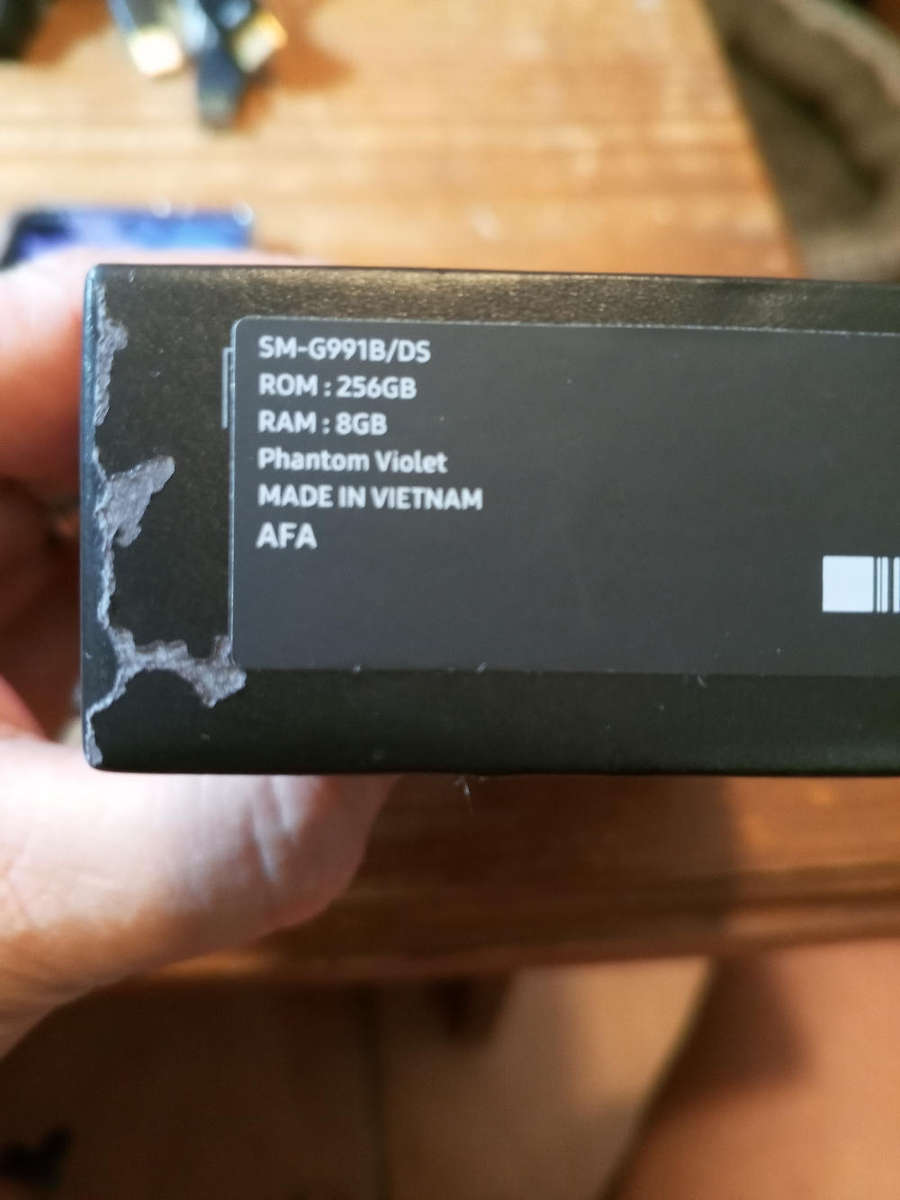 SM-G991B/DS
ROM : 256GB
RAM : 8GB
Phantom Violet
MADE IN VIETNAM
AFA